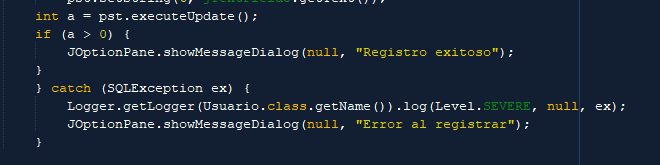 int a = pst.executeUpdate();
if (a > 0) {
JOptionPane.showMessageDialog(null, "Registro exitoso");
}
} catch (SQLException ex) {
Logger.getLogger(Usuario.class.getName()).log(Level.SEVERE, null, ex);
JOptionPane.showMessageDialog(null, "Error al registrar");
}